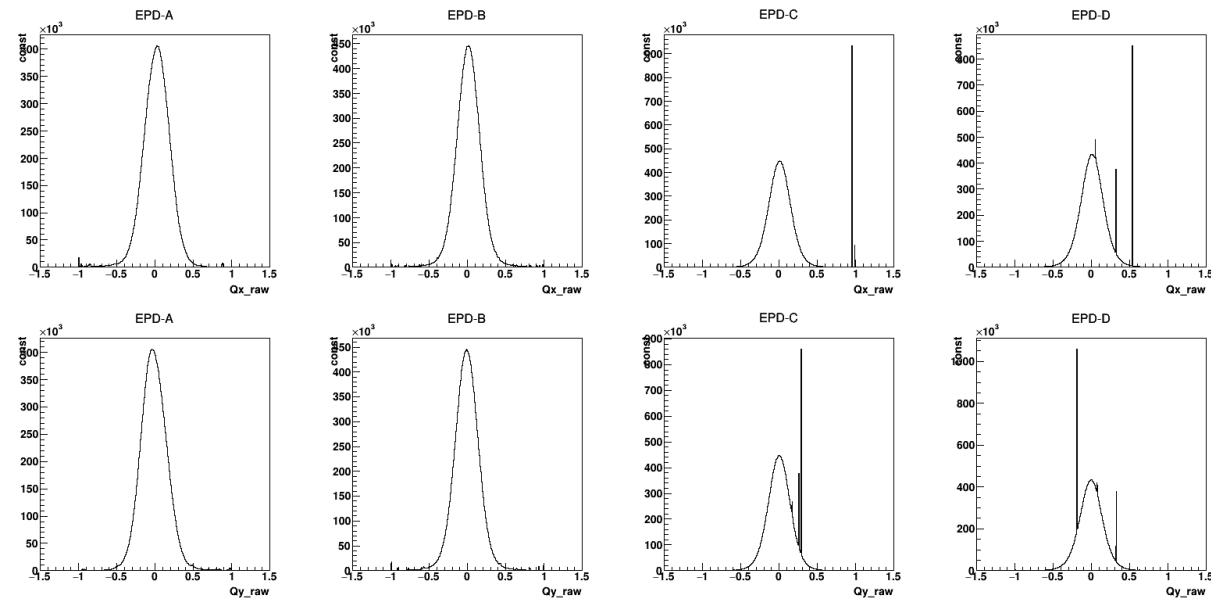 EPD-A EPD-B EPD-C EPD-D
×10³ ×10³ ×10³ ×10³
const const const const
400 350 300 250 200 150 100 50 0
450 400 350 300 250 200 150 100 50 0
900 800 700 600 500 400 300 200 100 0
800 700 600 500 400 300 200 100 0
−1.5 −1 −0.5 0 0.5 1 1.5 −1.5 −1 −0.5 0 0.5 1 1.5 −1.5 −1 −0.5 0 0.5 1 1.5 −1.5 −1 −0.5 0 0.5 1 1.5
Qx_raw Qx_raw Qx_raw Qx_raw
EPD-A EPD-B EPD-C EPD-D
×10³ ×10³ ×10³ ×10³
const const const const
400 350 300 250 200 150 100 50 0
450 400 350 300 250 200 150 100 50 0
900 800 700 600 500 400 300 200 100 0
1000 800 600 400 200 0
−1.5 −1 −0.5 0 0.5 1 1.5 −1.5 −1 −0.5 0 0.5 1 1.5 −1.5 −1 −0.5 0 0.5 1 1.5 −1.5 −1 −0.5 0 0.5 1 1.5
Qy_raw Qy_raw Qy_raw Qy_raw